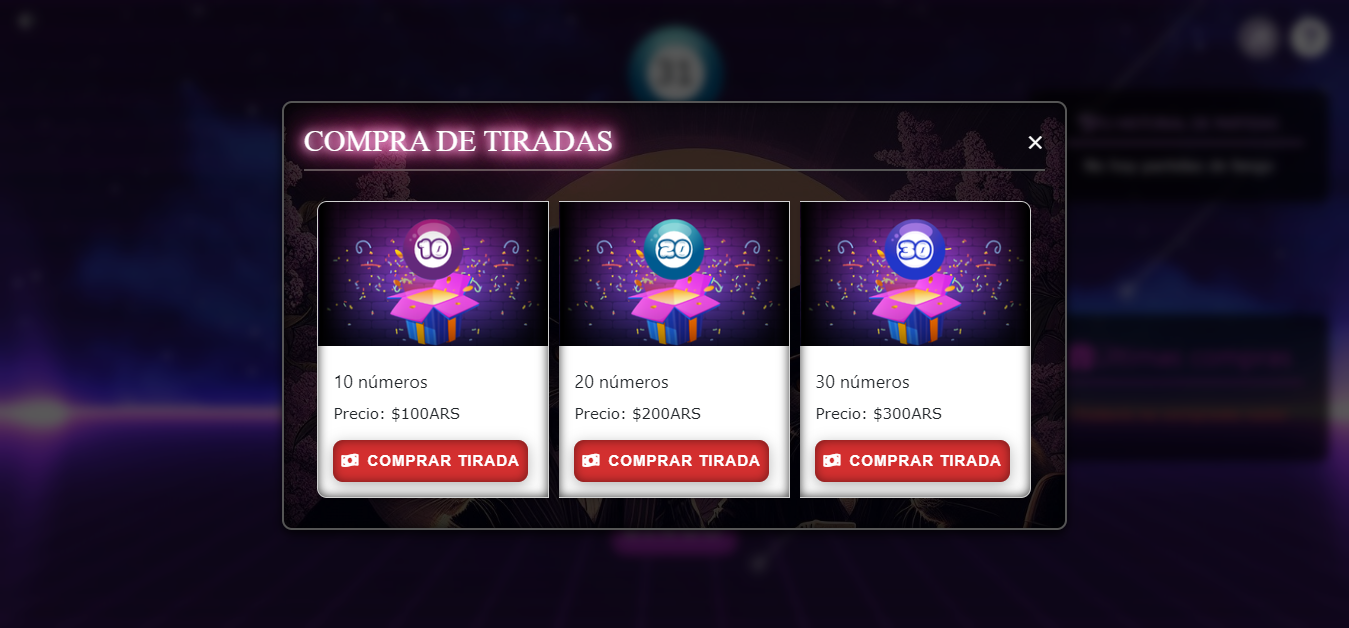 31
COMPRA DE TIRADAS
×
10
20
30
10 números
Precio: $100ARS
COMPRAR TIRADA
20 números
Precio: $200ARS
COMPRAR TIRADA
30 números
Precio: $300ARS
COMPRAR TIRADA